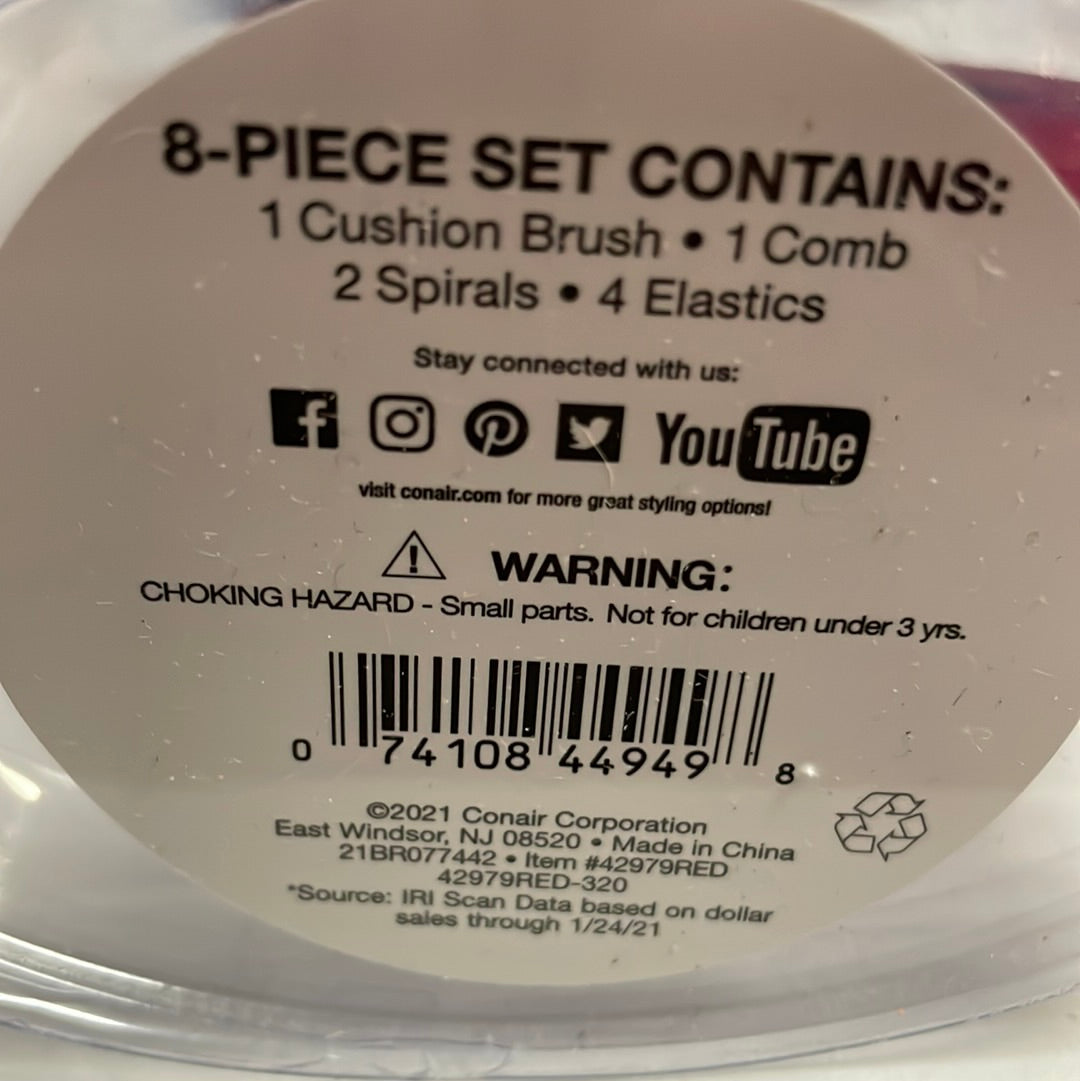 8-PIECE SET CONTAINS:
1 Cushion Brush • 1 Comb
2 Spirals • 4 Elastics
Stay connected with us:
YouTube
visit conair.com for more great styling options!
WARNING:
CHOKING HAZARD - Small parts. Not for children under 3 yrs.
0 74108 44949 8
©2021 Conair Corporation
East Windsor, NJ 08520 • Made in China
21BR077442 • Item #42979RED
42979RED-320
*Source: IRI Scan Data based on dollar
sales through 1/24/21